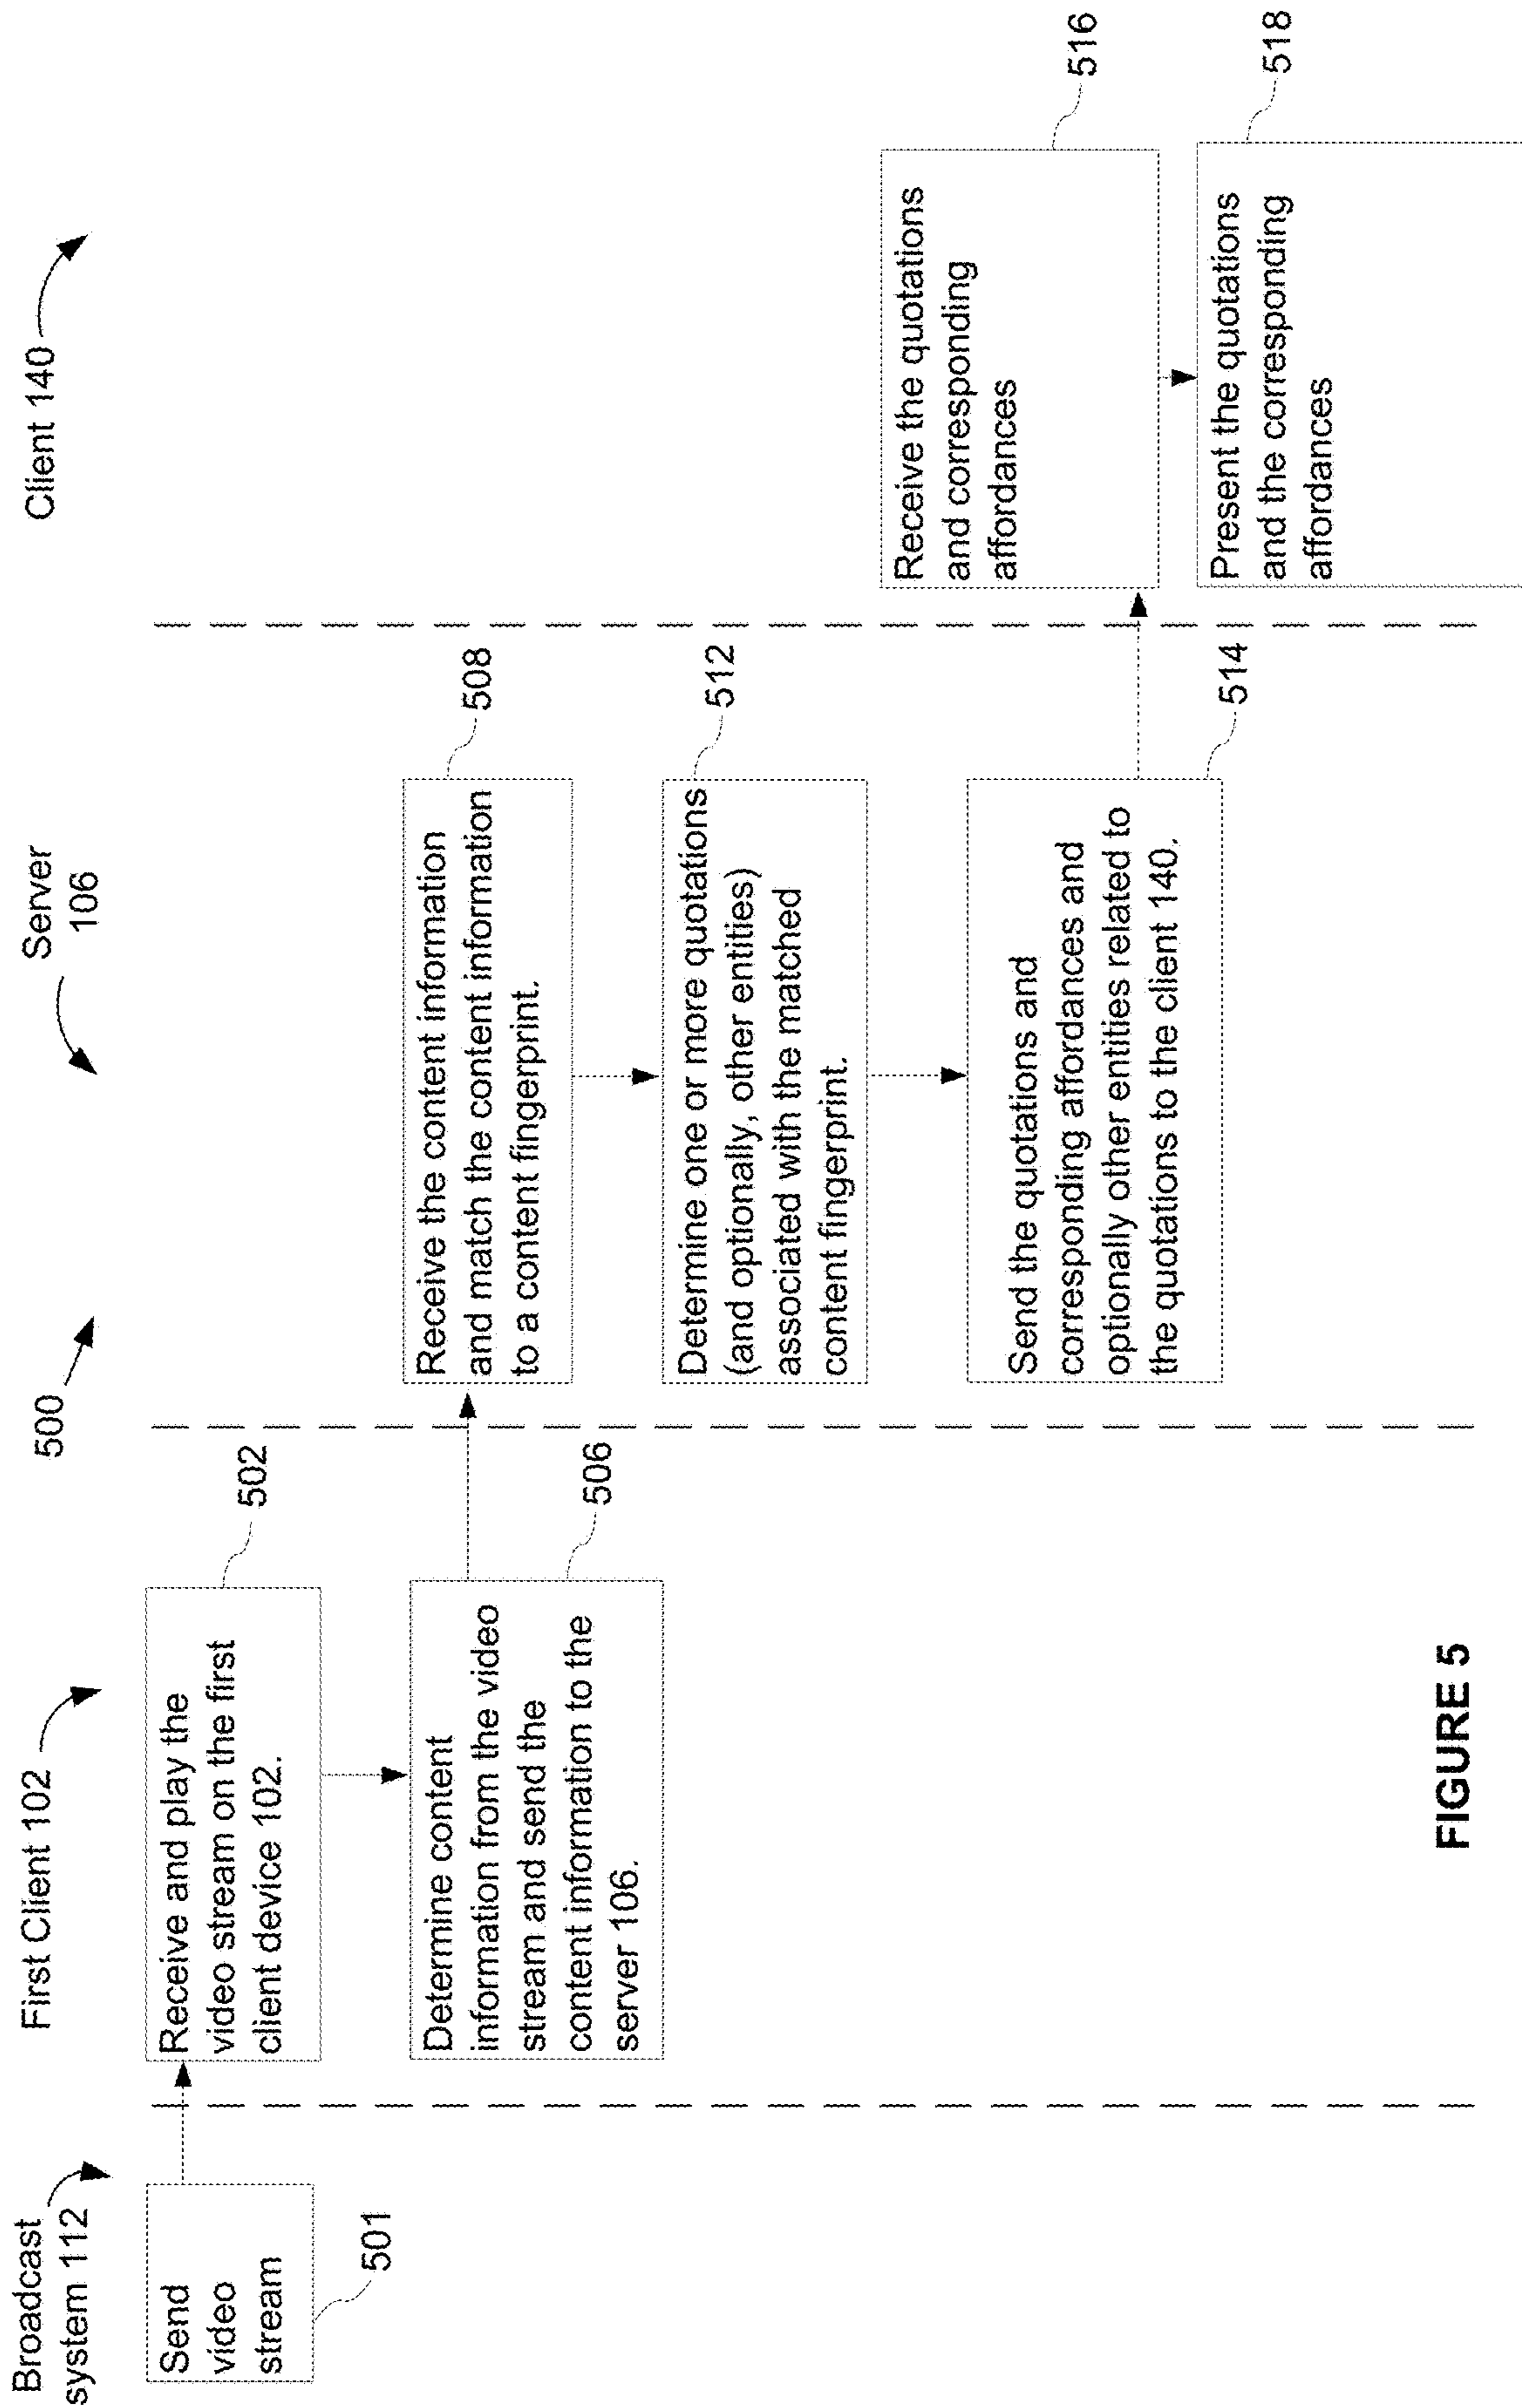 500
Broadcast
system 112
First Client 102
Server
106
Client 140
Send
video
stream
501
Receive and play the
video stream on the first
client device 102.
502
Determine content
information from the video
stream and send the
content information to the
server 106.
506
Receive the content information
and match the content information
to a content fingerprint.
508
Determine one or more quotations
(and optionally, other entities)
associated with the matched
content fingerprint.
512
Send the quotations and
corresponding affordances and
optionally other entities related to
the quotations to the client 140.
514
Receive the quotations
and corresponding
affordances
516
Present the quotations
and the corresponding
affordances
518
FIGURE 5